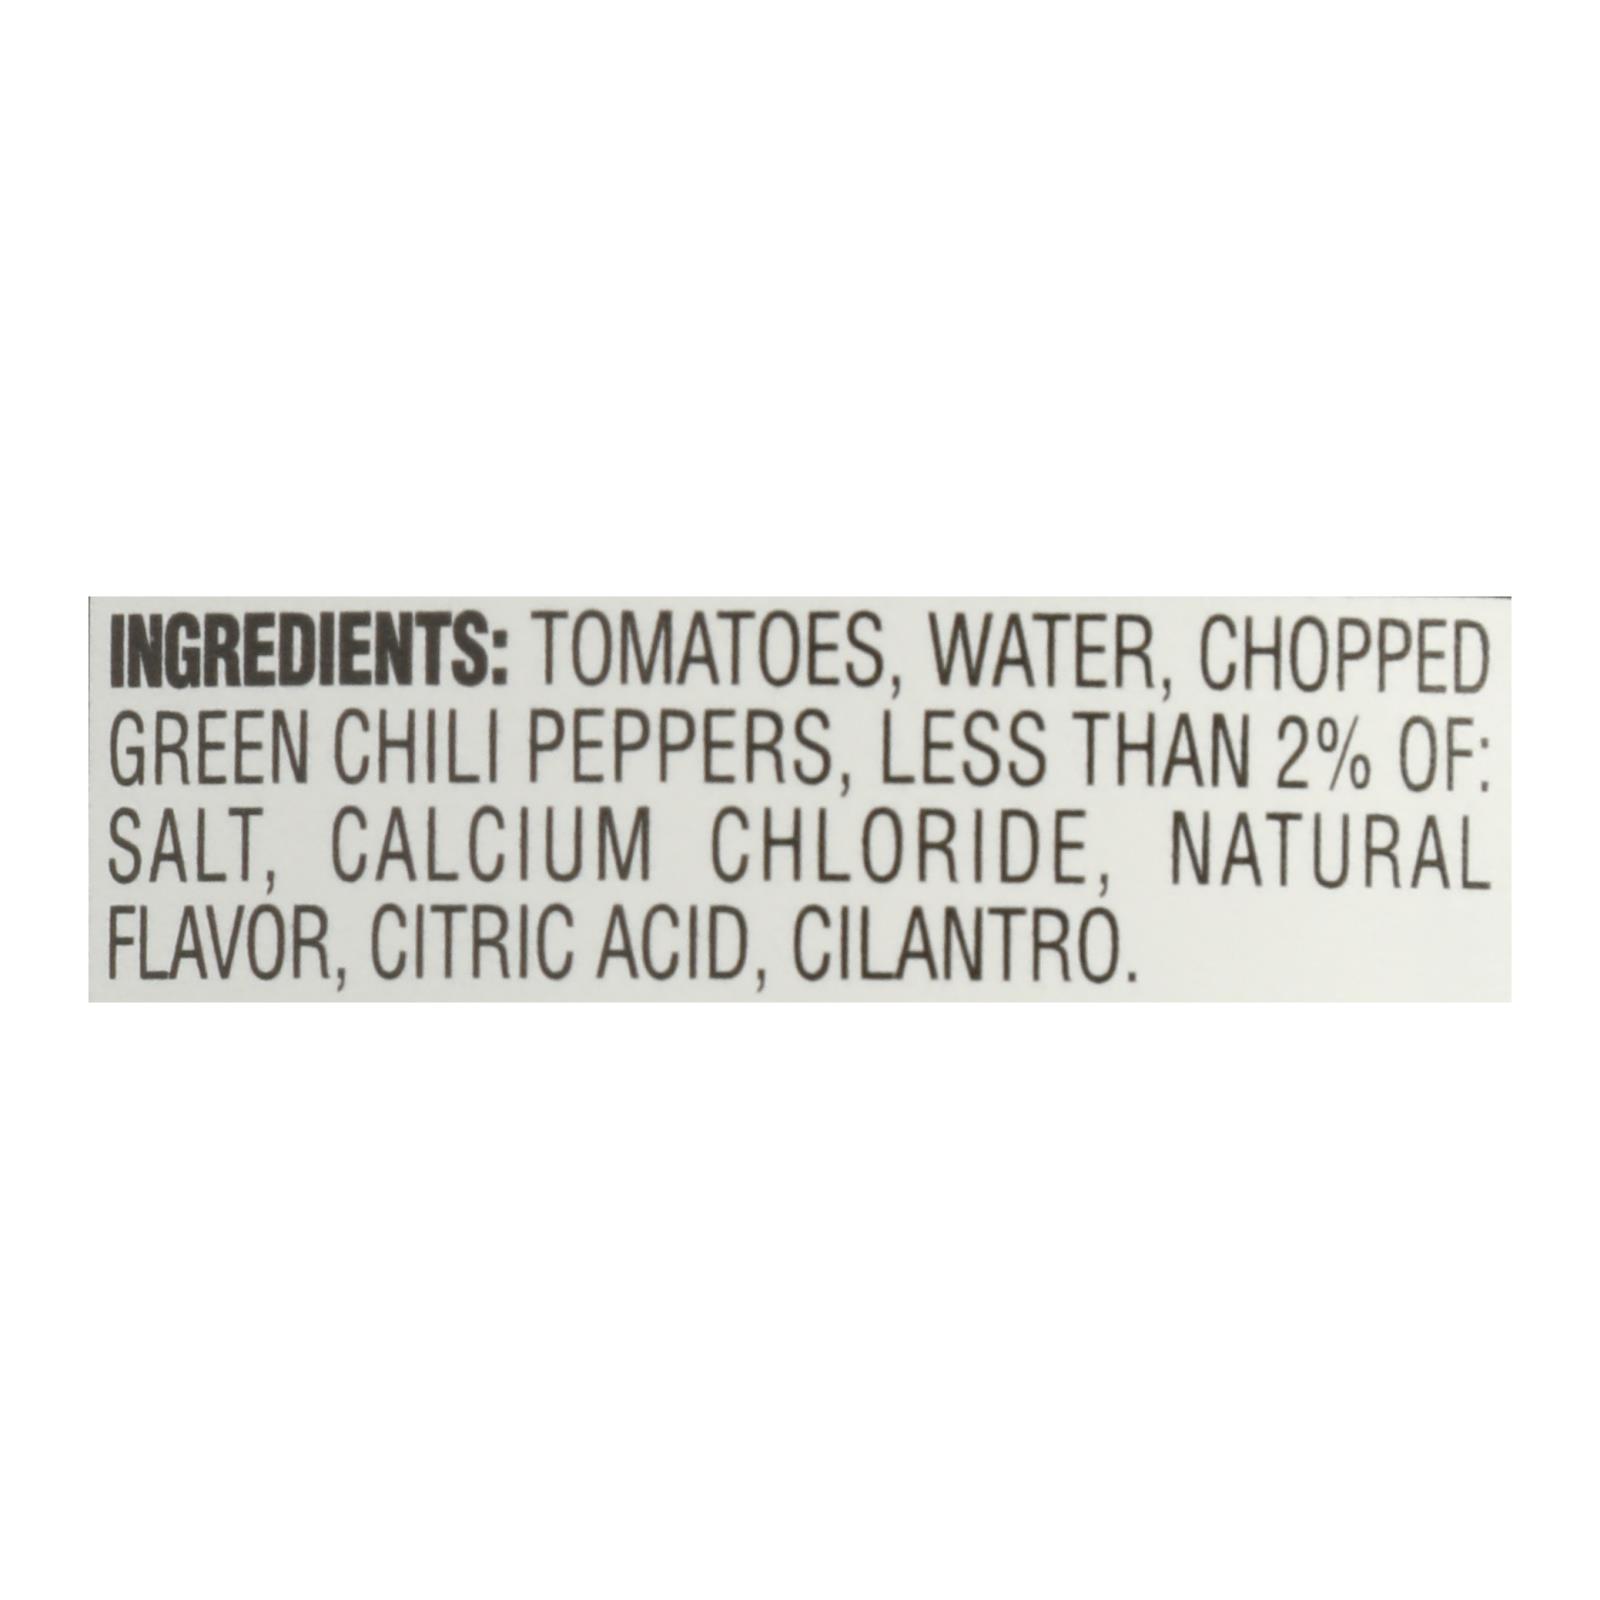 INGREDIENTS: TOMATOES, WATER, CHOPPED
GREEN CHILI PEPPERS, LESS THAN 2% OF:
SALT, CALCIUM CHLORIDE, NATURAL
FLAVOR, CITRIC ACID, CILANTRO.